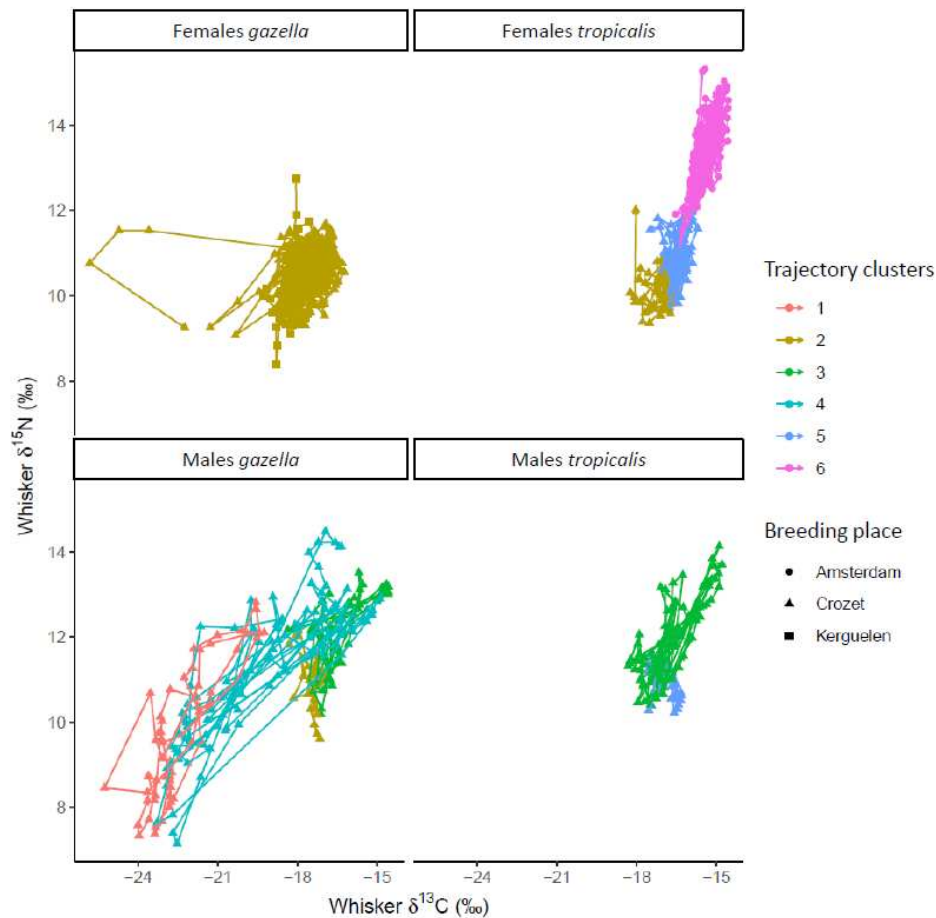 Females gazella
Females tropicalis
14
12
10
8
Males gazella
Males tropicalis
14
12
10
8
−24
−21
−18
−15
−24
−21
−18
−15
Whisker δ¹⁵N (‰)
Whisker δ¹³C (‰)
Trajectory clusters
1
2
3
4
5
6
Breeding place
Amsterdam
Crozet
Kerguelen